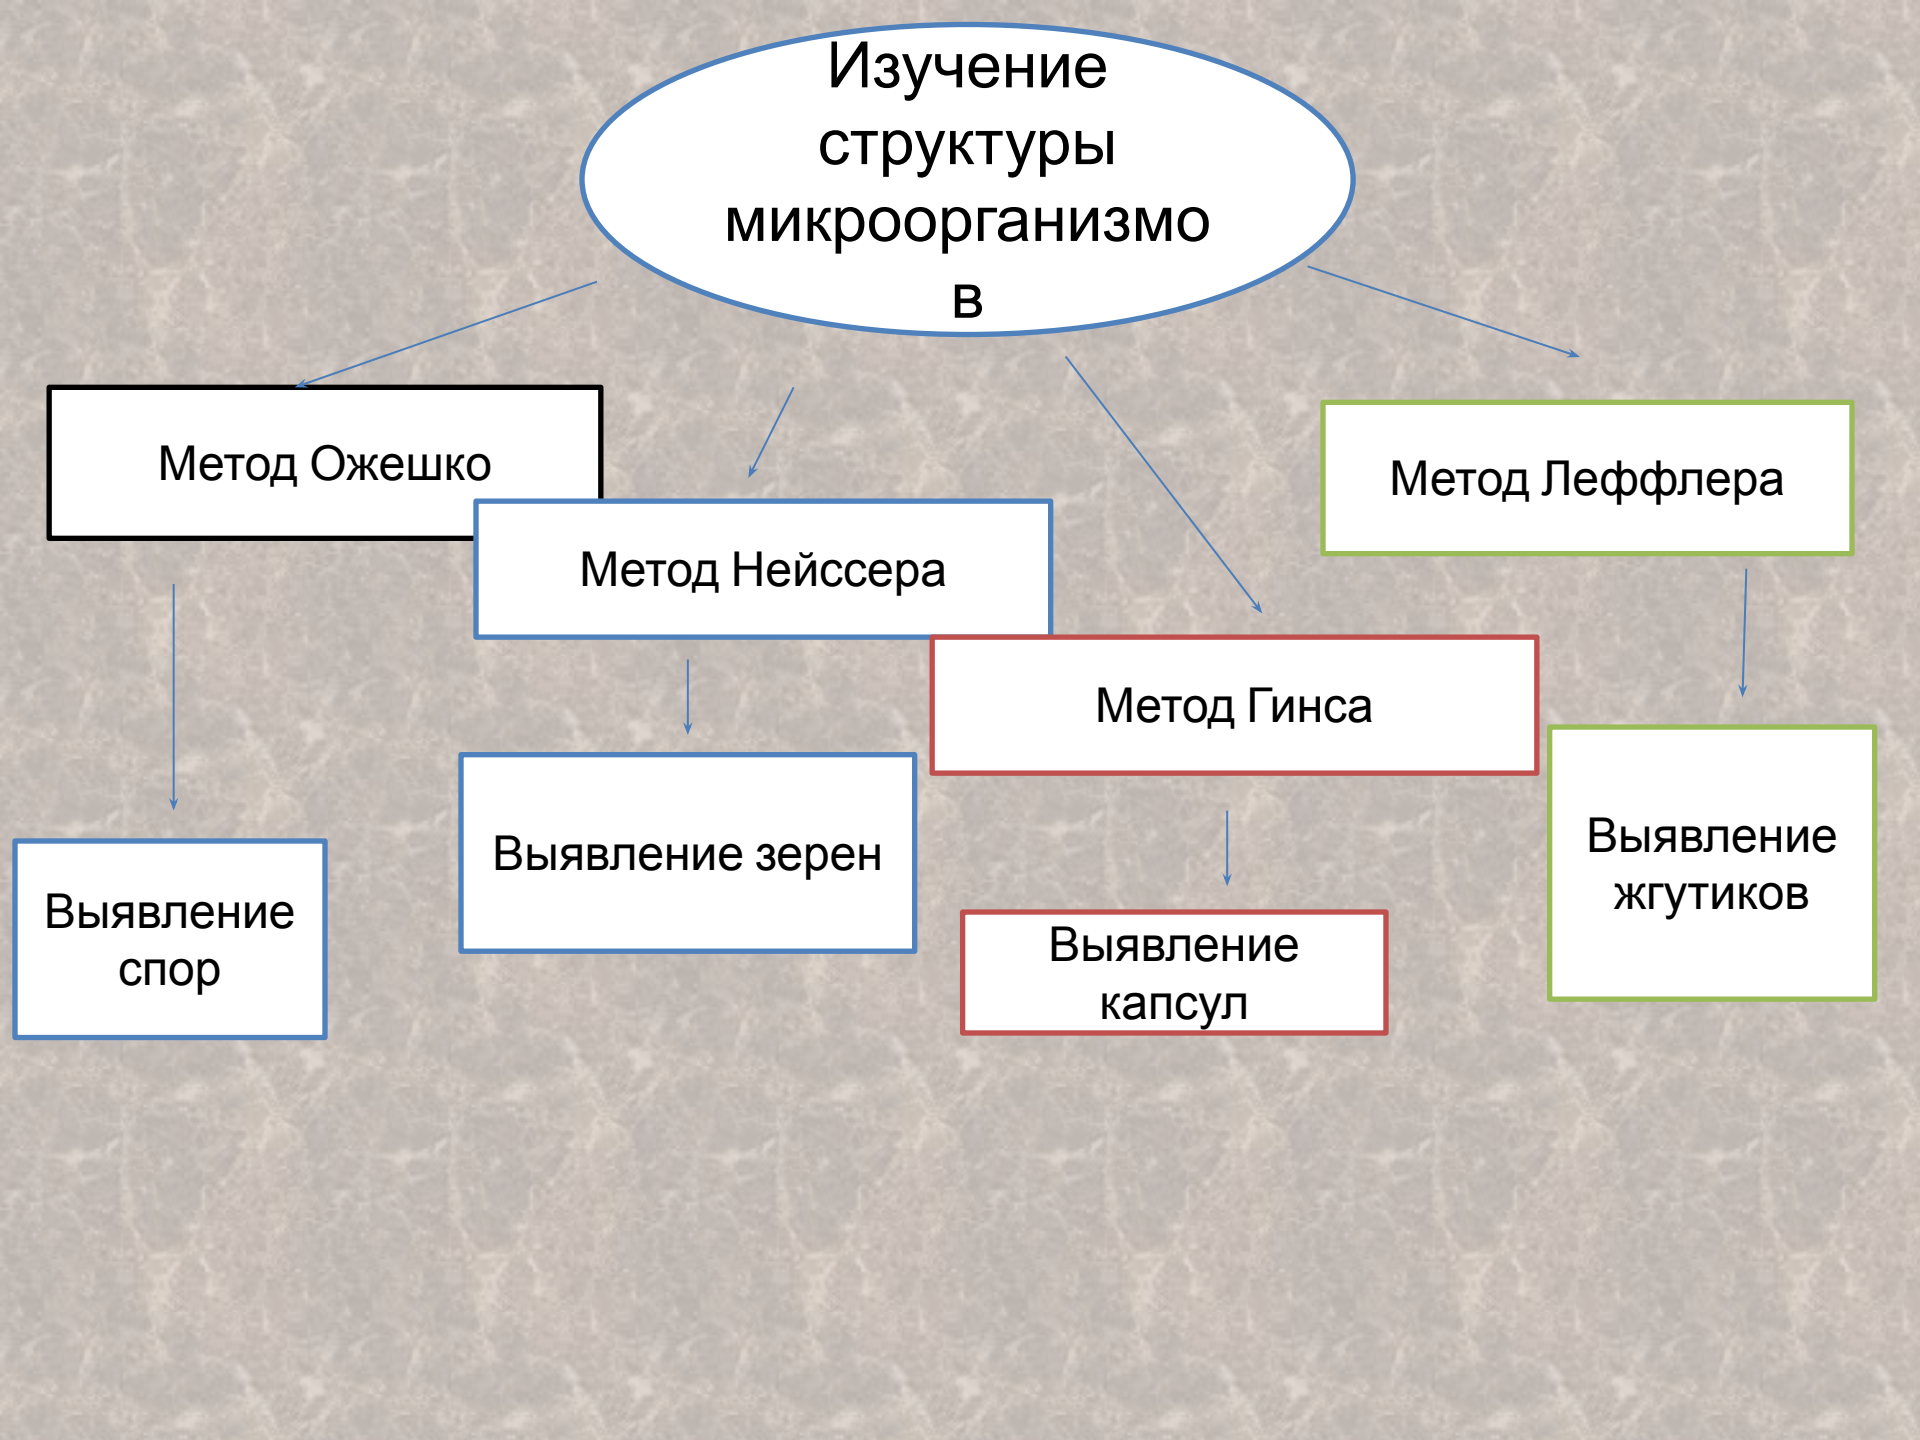 Изучение
структуры
микроорганизмо
в
Метод Ожешко
Метод Нейссера
Метод Гинса
Метод Леффлера
Выявление
спор
Выявление зерен
Выявление
капсул
Выявление
жгутиков